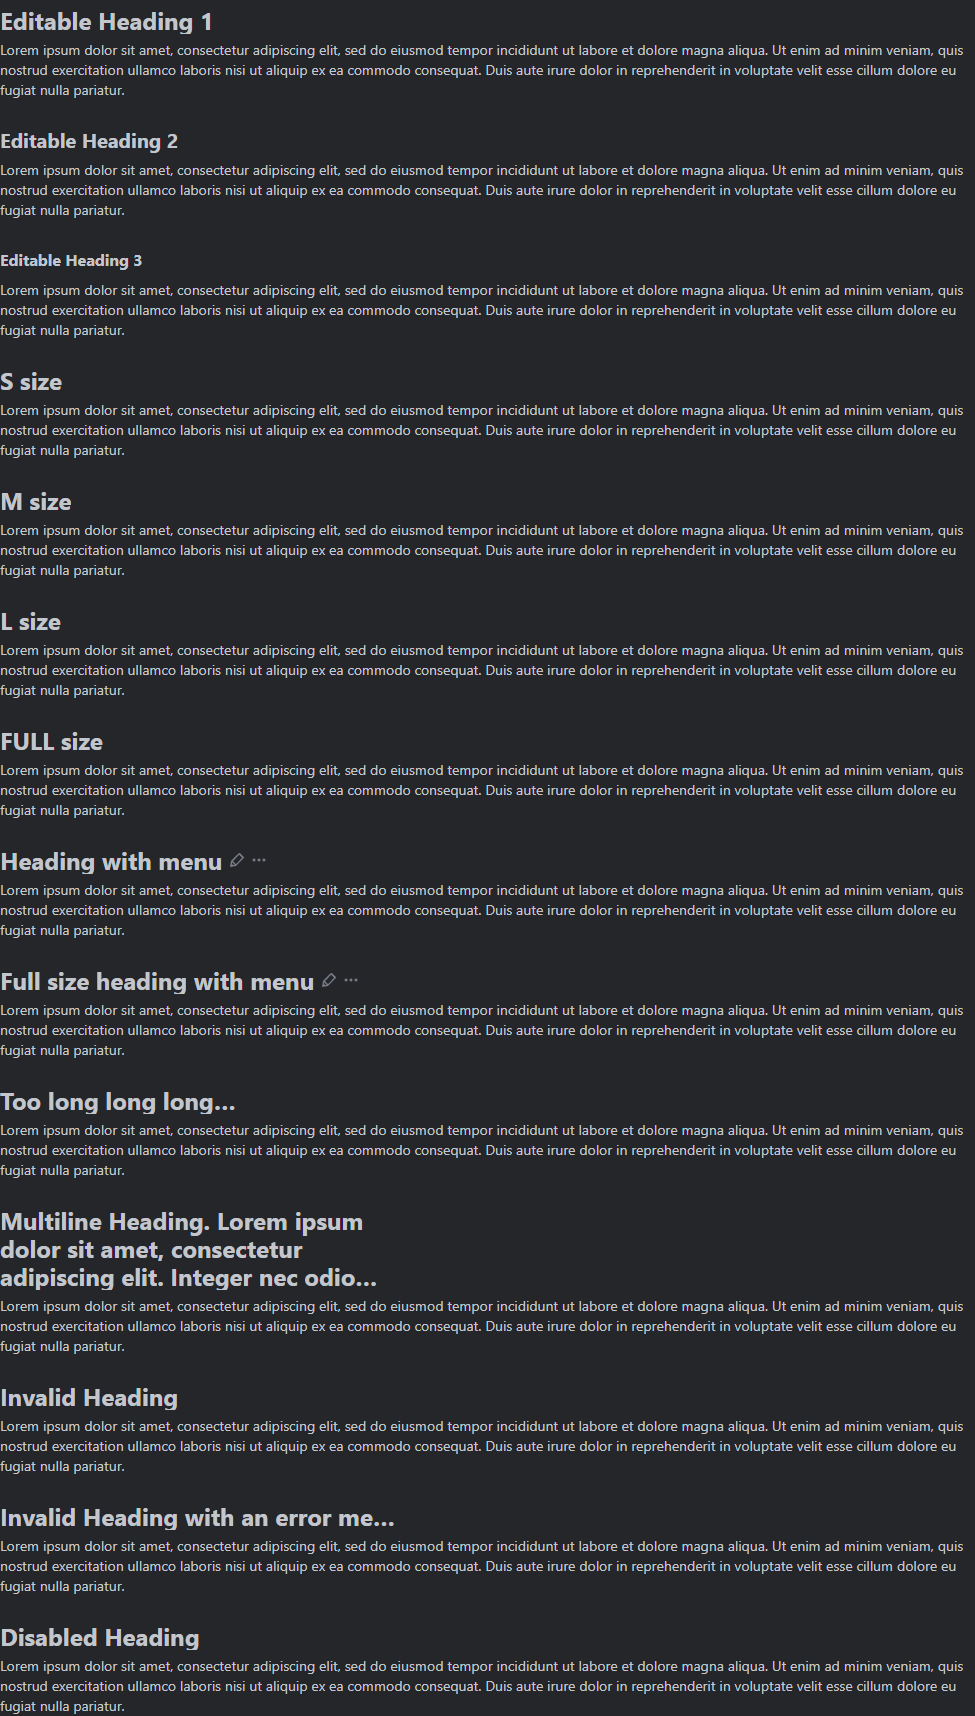 Editable Heading 1
Lorem ipsum dolor sit amet, consectetur adipiscing elit, sed do eiusmod tempor incididunt ut labore et dolore magna aliqua. Ut enim ad minim veniam, quis
nostrud exercitation ullamco laboris nisi ut aliquip ex ea commodo consequat. Duis aute irure dolor in reprehenderit in voluptate velit esse cillum dolore eu
fugiat nulla pariatur.
Editable Heading 2
Lorem ipsum dolor sit amet, consectetur adipiscing elit, sed do eiusmod tempor incididunt ut labore et dolore magna aliqua. Ut enim ad minim veniam, quis
nostrud exercitation ullamco laboris nisi ut aliquip ex ea commodo consequat. Duis aute irure dolor in reprehenderit in voluptate velit esse cillum dolore eu
fugiat nulla pariatur.
Editable Heading 3
Lorem ipsum dolor sit amet, consectetur adipiscing elit, sed do eiusmod tempor incididunt ut labore et dolore magna aliqua. Ut enim ad minim veniam, quis
nostrud exercitation ullamco laboris nisi ut aliquip ex ea commodo consequat. Duis aute irure dolor in reprehenderit in voluptate velit esse cillum dolore eu
fugiat nulla pariatur.
S size
Lorem ipsum dolor sit amet, consectetur adipiscing elit, sed do eiusmod tempor incididunt ut labore et dolore magna aliqua. Ut enim ad minim veniam, quis
nostrud exercitation ullamco laboris nisi ut aliquip ex ea commodo consequat. Duis aute irure dolor in reprehenderit in voluptate velit esse cillum dolore eu
fugiat nulla pariatur.
M size
Lorem ipsum dolor sit amet, consectetur adipiscing elit, sed do eiusmod tempor incididunt ut labore et dolore magna aliqua. Ut enim ad minim veniam, quis
nostrud exercitation ullamco laboris nisi ut aliquip ex ea commodo consequat. Duis aute irure dolor in reprehenderit in voluptate velit esse cillum dolore eu
fugiat nulla pariatur.
L size
Lorem ipsum dolor sit amet, consectetur adipiscing elit, sed do eiusmod tempor incididunt ut labore et dolore magna aliqua. Ut enim ad minim veniam, quis
nostrud exercitation ullamco laboris nisi ut aliquip ex ea commodo consequat. Duis aute irure dolor in reprehenderit in voluptate velit esse cillum dolore eu
fugiat nulla pariatur.
FULL size
Lorem ipsum dolor sit amet, consectetur adipiscing elit, sed do eiusmod tempor incididunt ut labore et dolore magna aliqua. Ut enim ad minim veniam, quis
nostrud exercitation ullamco laboris nisi ut aliquip ex ea commodo consequat. Duis aute irure dolor in reprehenderit in voluptate velit esse cillum dolore eu
fugiat nulla pariatur.
Heading with menu
Lorem ipsum dolor sit amet, consectetur adipiscing elit, sed do eiusmod tempor incididunt ut labore et dolore magna aliqua. Ut enim ad minim veniam, quis
nostrud exercitation ullamco laboris nisi ut aliquip ex ea commodo consequat. Duis aute irure dolor in reprehenderit in voluptate velit esse cillum dolore eu
fugiat nulla pariatur.
Full size heading with menu
Lorem ipsum dolor sit amet, consectetur adipiscing elit, sed do eiusmod tempor incididunt ut labore et dolore magna aliqua. Ut enim ad minim veniam, quis
nostrud exercitation ullamco laboris nisi ut aliquip ex ea commodo consequat. Duis aute irure dolor in reprehenderit in voluptate velit esse cillum dolore eu
fugiat nulla pariatur.
Too long long long...
Lorem ipsum dolor sit amet, consectetur adipiscing elit, sed do eiusmod tempor incididunt ut labore et dolore magna aliqua. Ut enim ad minim veniam, quis
nostrud exercitation ullamco laboris nisi ut aliquip ex ea commodo consequat. Duis aute irure dolor in reprehenderit in voluptate velit esse cillum dolore eu
fugiat nulla pariatur.
Multiline Heading. Lorem ipsum
dolor sit amet, consectetur
adipiscing elit. Integer nec odio...
Lorem ipsum dolor sit amet, consectetur adipiscing elit, sed do eiusmod tempor incididunt ut labore et dolore magna aliqua. Ut enim ad minim veniam, quis
nostrud exercitation ullamco laboris nisi ut aliquip ex ea commodo consequat. Duis aute irure dolor in reprehenderit in voluptate velit esse cillum dolore eu
fugiat nulla pariatur.
Invalid Heading
Lorem ipsum dolor sit amet, consectetur adipiscing elit, sed do eiusmod tempor incididunt ut labore et dolore magna aliqua. Ut enim ad minim veniam, quis
nostrud exercitation ullamco laboris nisi ut aliquip ex ea commodo consequat. Duis aute irure dolor in reprehenderit in voluptate velit esse cillum dolore eu
fugiat nulla pariatur.
Invalid Heading with an error me...
Lorem ipsum dolor sit amet, consectetur adipiscing elit, sed do eiusmod tempor incididunt ut labore et dolore magna aliqua. Ut enim ad minim veniam, quis
nostrud exercitation ullamco laboris nisi ut aliquip ex ea commodo consequat. Duis aute irure dolor in reprehenderit in voluptate velit esse cillum dolore eu
fugiat nulla pariatur.
Disabled Heading
Lorem ipsum dolor sit amet, consectetur adipiscing elit, sed do eiusmod tempor incididunt ut labore et dolore magna aliqua. Ut enim ad minim veniam, quis
nostrud exercitation ullamco laboris nisi ut aliquip ex ea commodo consequat. Duis aute irure dolor in reprehenderit in voluptate velit esse cillum dolore eu
fugiat nulla pariatur.